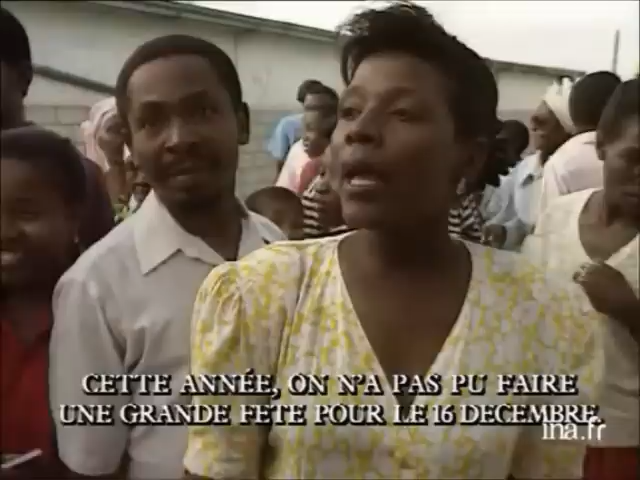 CETTE ANNÉE, ON N'A PAS PU FAIRE
UNE GRANDE FETE POUR LE 16 DECEMBRE.
ina.fr